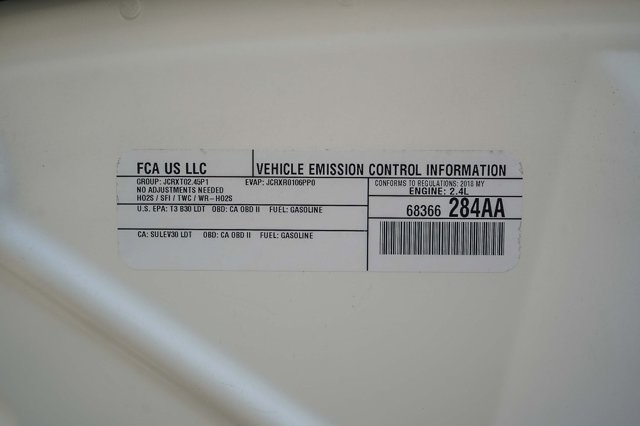 FCA US LLC
VEHICLE EMISSION CONTROL INFORMATION
GROUP: JCRXT02.45P1 EVAP: JCRXR0106PP0
NO ADJUSTMENTS NEEDED
HO2S / SFI / TWC / WR-HO2S
U.S. EPA: T3 B30 LDT OBD: CA OBD II FUEL: GASOLINE
CA: SULEV30 LDT OBD: CA OBD II FUEL: GASOLINE
CONFORMS TO REGULATIONS: 2018 MY
ENGINE: 2.4L
68366 284AA